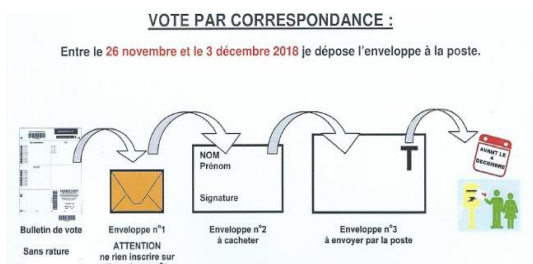 VOTE PAR CORRESPONDANCE :
Entre le 26 novembre et le 3 décembre 2018 je dépose l'enveloppe à la poste.
NOM
Prénom
Signature
T
AVANT LE
4
DECEMBRE
Bulletin de vote
Sans rature
Enveloppe n°1
ATTENTION
ne rien inscrire sur
Enveloppe n°2
à cacheter
Enveloppe n°3
à envoyer par la poste